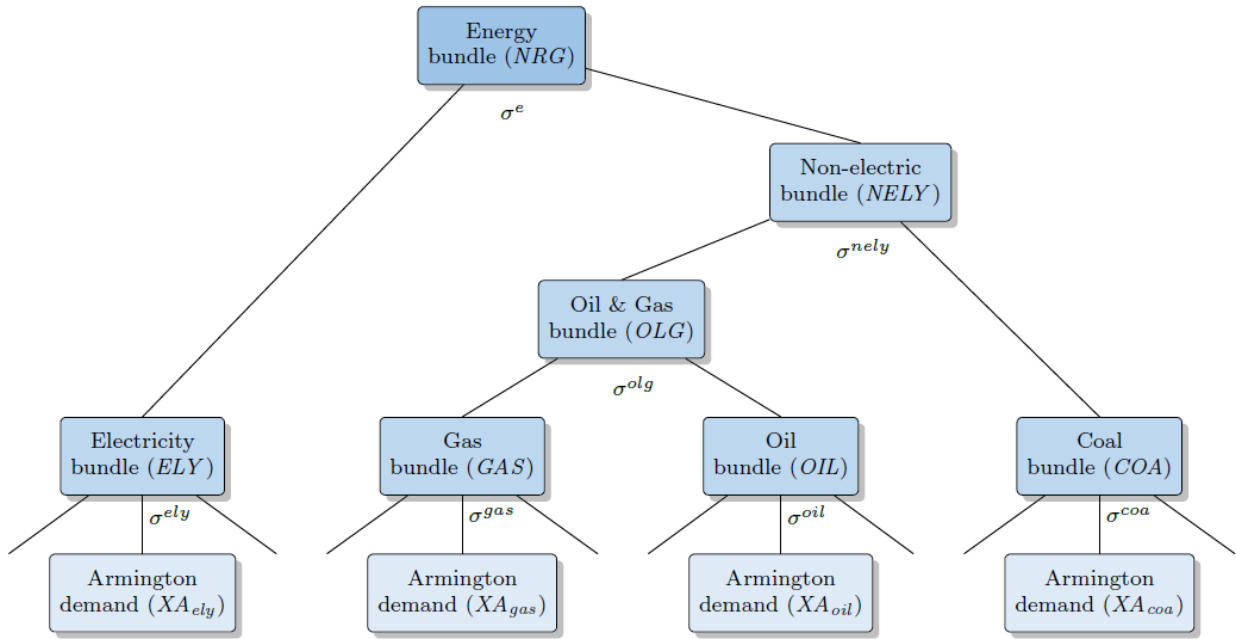 Energy
bundle (NRG)
σ^e
Non-electric
bundle (NELY)
σ^nely
Oil & Gas
bundle (OLG)
σ^olg
Electricity
bundle (ELY)
Gas
bundle (GAS)
Oil
bundle (OIL)
Coal
bundle (COA)
σ^ely
σ^gas
σ^oil
σ^coa
Armington
demand (XA_ely)
Armington
demand (XA_gas)
Armington
demand (XA_oil)
Armington
demand (XA_coa)